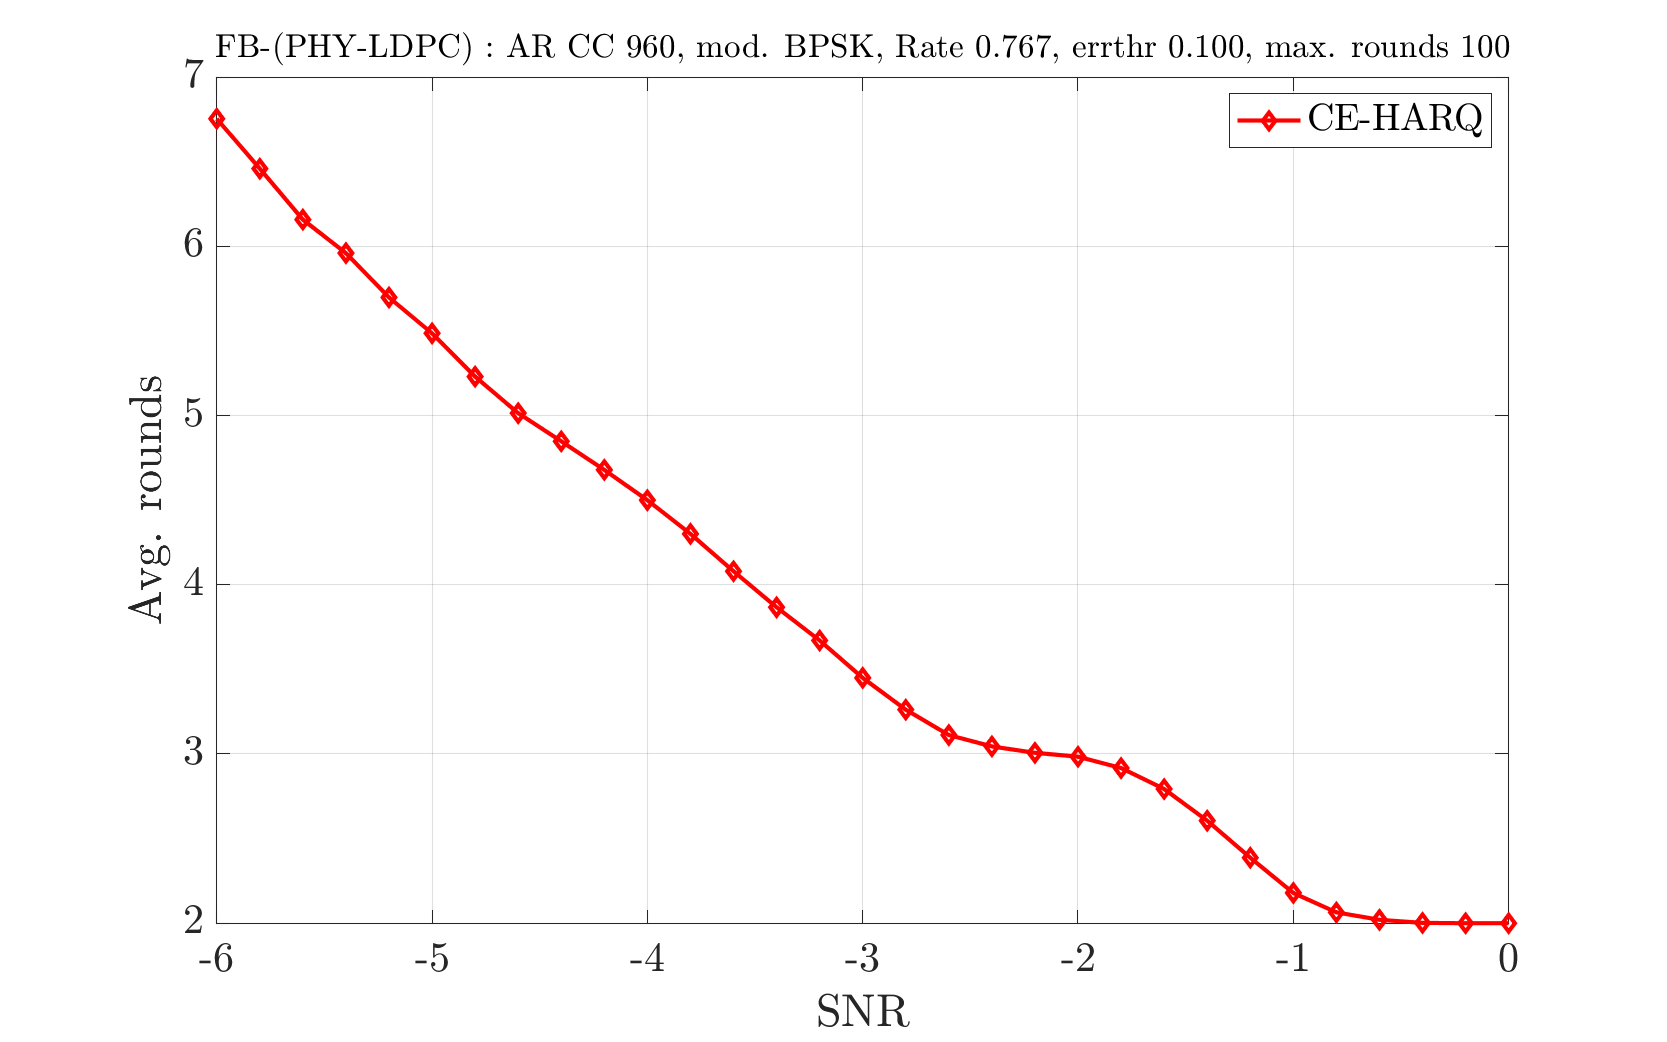 FB-(PHY-LDPC) : AR CC 960, mod. BPSK, Rate 0.767, errthr 0.100, max. rounds 100
CE-HARQ
7
6
5
4
3
2
Avg. rounds
-6 -5 -4 -3 -2 -1 0
SNR